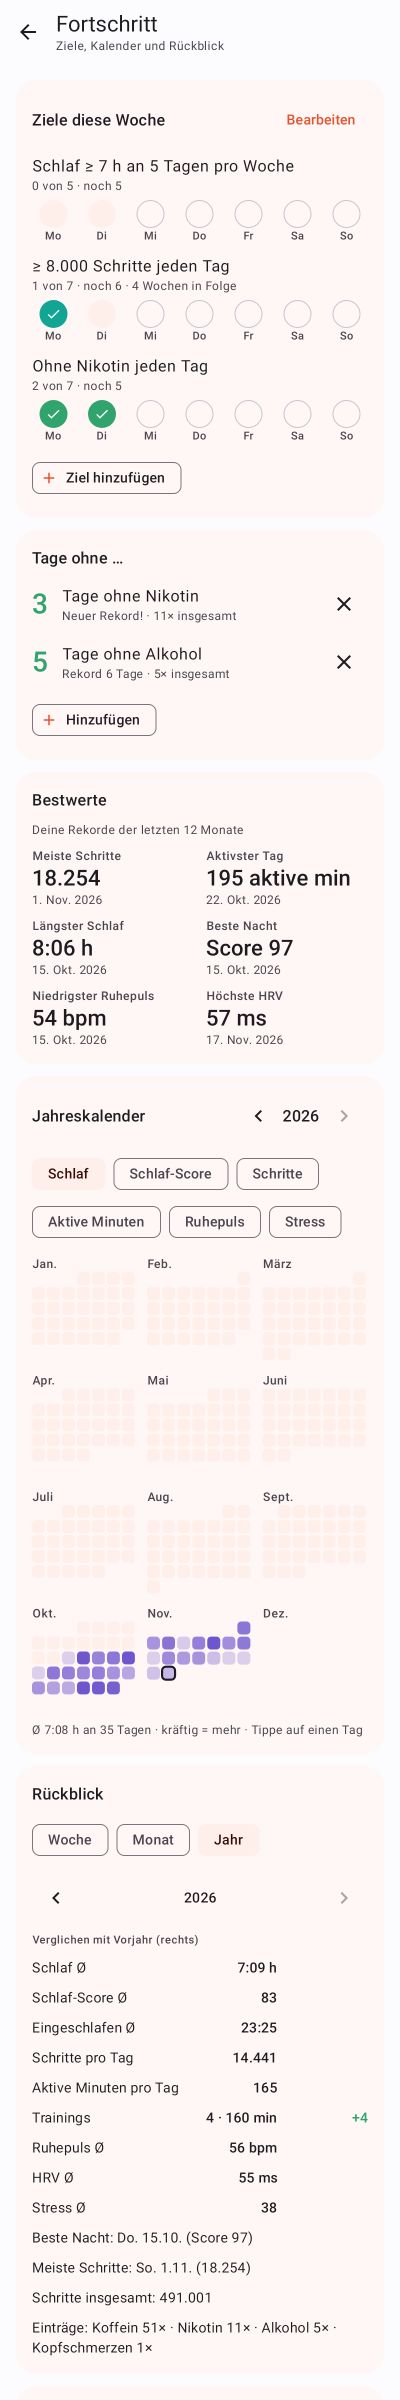 Fortschritt
Ziele, Kalender und Rückblick
Ziele diese Woche
Bearbeiten
Schlaf ≥ 7 h an 5 Tagen pro Woche
0 von 5 · noch 5
Mo Di Mi Do Fr Sa So
≥ 8.000 Schritte jeden Tag
1 von 7 · noch 6 · 4 Wochen in Folge
Mo Di Mi Do Fr Sa So
Ohne Nikotin jeden Tag
2 von 7 · noch 5
Mo Di Mi Do Fr Sa So
+ Ziel hinzufügen
Tage ohne …
3 Tage ohne Nikotin
Neuer Rekord! · 11× insgesamt
5 Tage ohne Alkohol
Rekord 6 Tage · 5× insgesamt
+ Hinzufügen
Bestwerte
Deine Rekorde der letzten 12 Monate
Meiste Schritte Aktivster Tag
18.254 195 aktive min
1. Nov. 2026 22. Okt. 2026
Längster Schlaf Beste Nacht
8:06 h Score 97
15. Okt. 2026 15. Okt. 2026
Niedrigster Ruhepuls Höchste HRV
54 bpm 57 ms
15. Okt. 2026 17. Nov. 2026
Jahreskalender 2026
Schlaf Schlaf-Score Schritte
Aktive Minuten Ruhepuls Stress
Jan. Feb. März
Apr. Mai Juni
Juli Aug. Sept.
Okt. Nov. Dez.
Ø 7:08 h an 35 Tagen · kräftig = mehr · Tippe auf einen Tag
Rückblick
Woche Monat Jahr
2026
Verglichen mit Vorjahr (rechts)
Schlaf Ø 7:09 h
Schlaf-Score Ø 83
Eingeschlafen Ø 23:25
Schritte pro Tag 14.441
Aktive Minuten pro Tag 165
Trainings 4 · 160 min +4
Ruhepuls Ø 56 bpm
HRV Ø 55 ms
Stress Ø 38
Beste Nacht: Do. 15.10. (Score 97)
Meiste Schritte: So. 1.11. (18.254)
Schritte insgesamt: 491.001
Einträge: Koffein 51× · Nikotin 11× · Alkohol 5× ·
Kopfschmerzen 1×